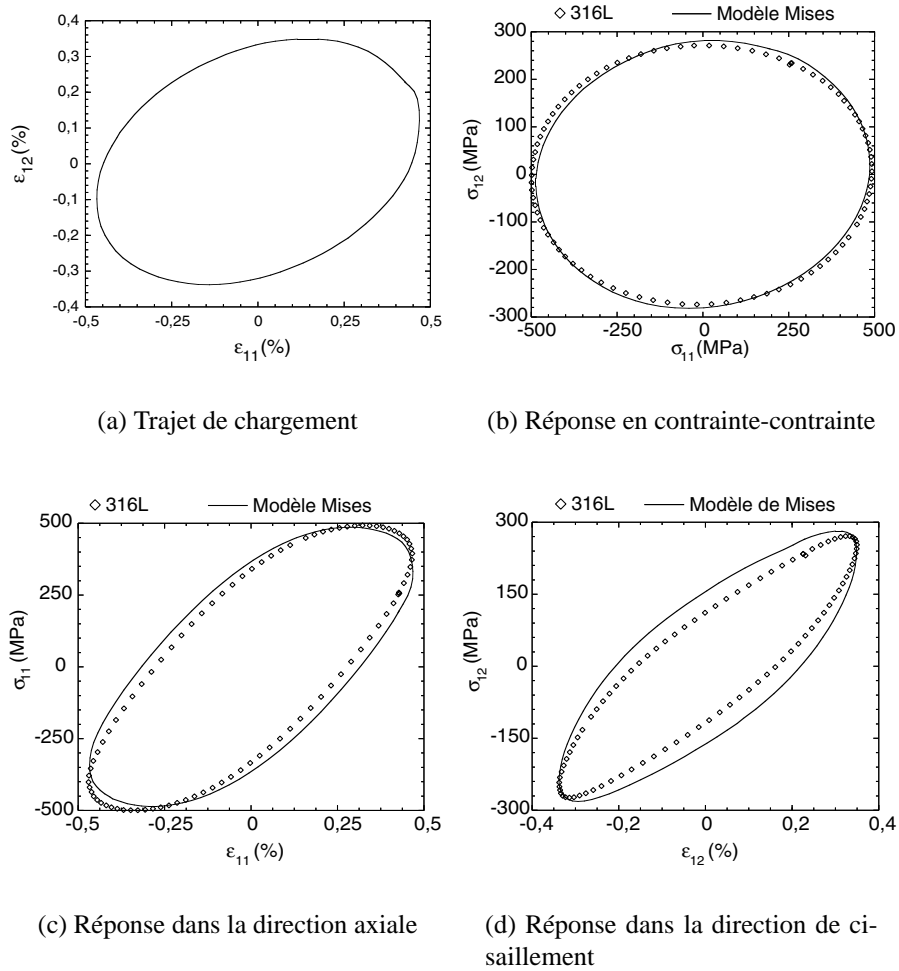 0,4
0,3
0,2
0,1
0
-0,1
-0,2
-0,3
-0,4
ε12(%)
-0,5 -0,25 0 0,25 0,5
ε11(%)
(a) Trajet de chargement
316L Modèle Mises
300
200
100
0
-100
-200
-300
σ12(MPa)
-500 -250 0 250 500
σ11(MPa)
(b) Réponse en contrainte-contrainte
316L Modèle Mises
500
250
0
-250
-500
σ11(MPa)
-0,5 -0,25 0 0,25 0,5
ε11(%)
(c) Réponse dans la direction axiale
316L Modèle de Mises
300
150
0
-150
-300
σ12(MPa)
-0,4 -0,2 0 0,2 0,4
ε12(%)
(d) Réponse dans la direction de ci-
saillement